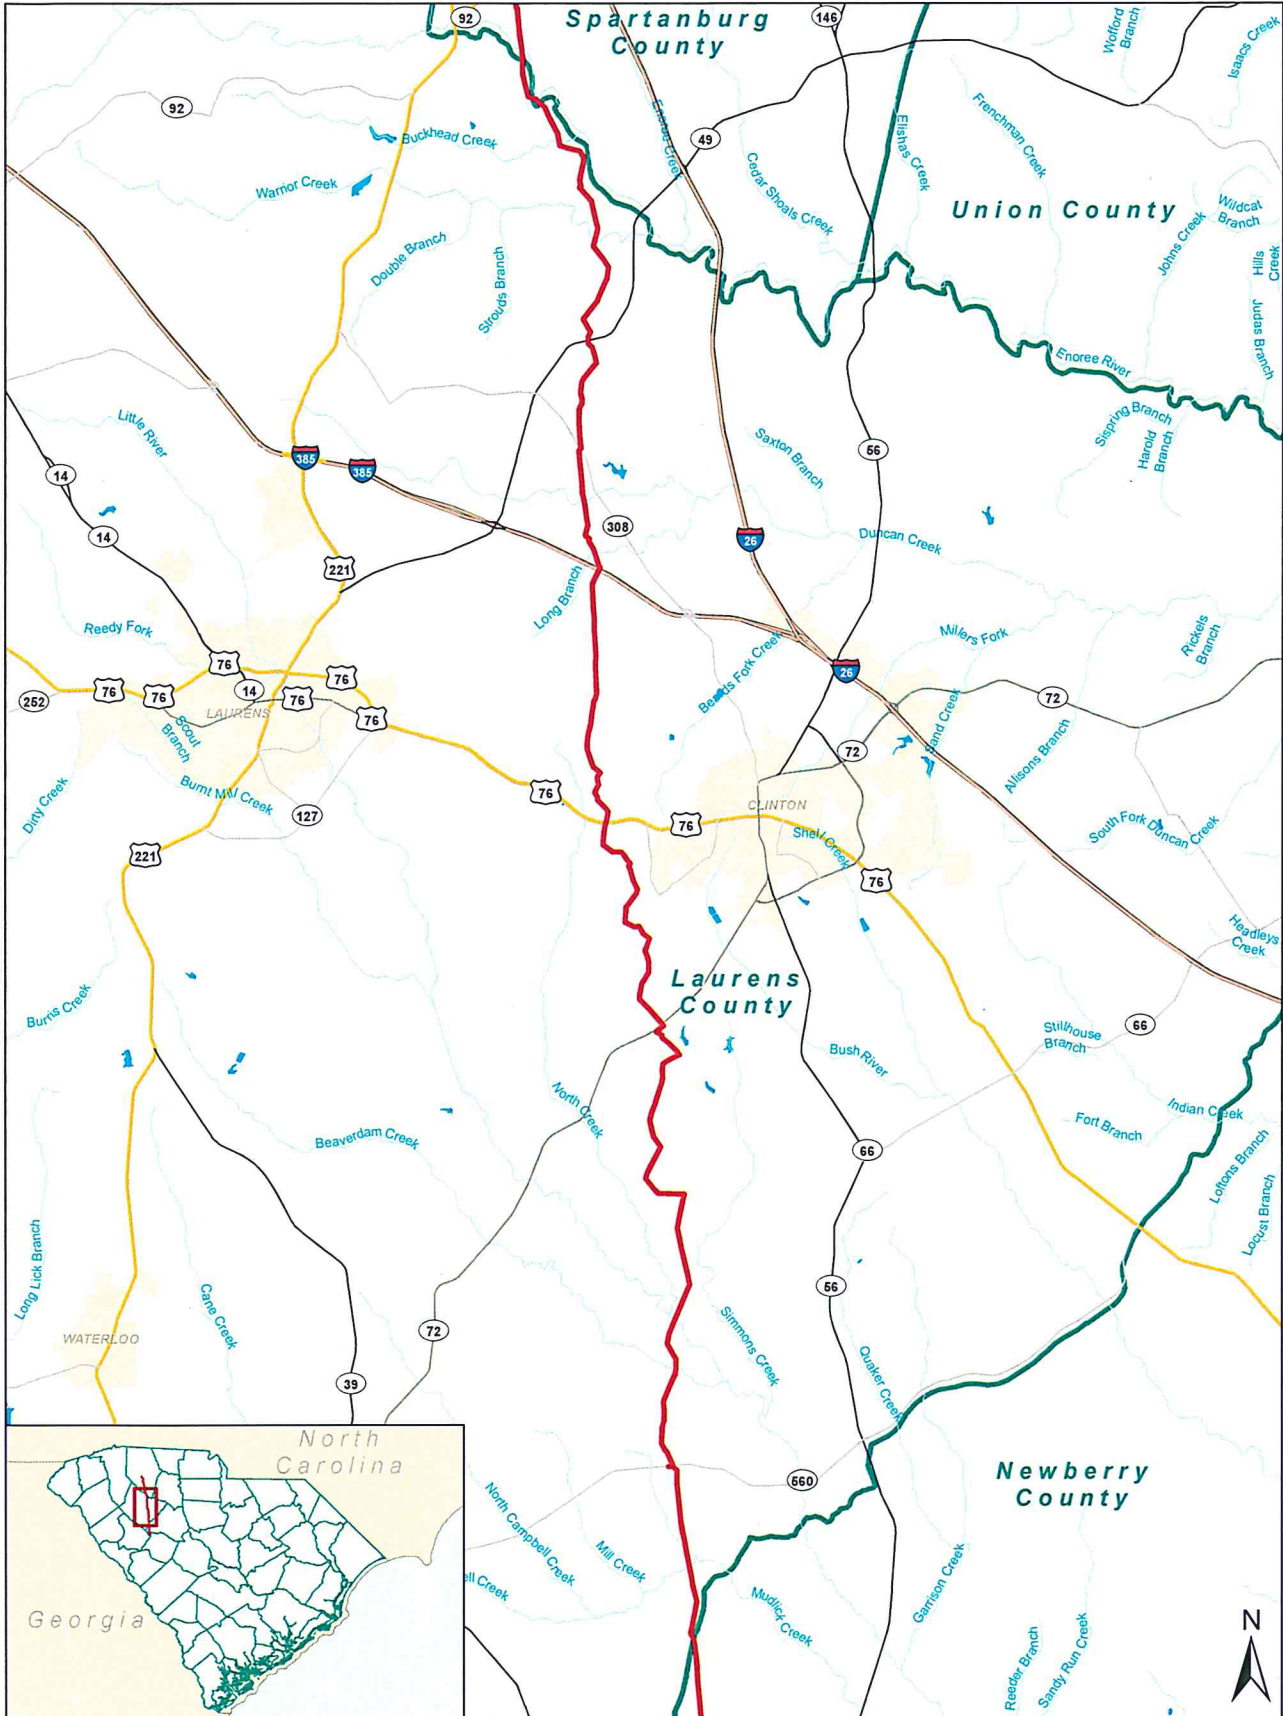 92
Spartanburg
County
146
Wofford
Branch
Isaacs Creek
92
Buckhead Creek
Enoree Creek
49
Elishas Creek
Frenchman Creek
Warrior Creek
Cedar Shoals Creek
Union County
Wildcat
Branch
Double Branch
Strouds Branch
Johns Creek
Hills
Creek
Judas Branch
Enoree River
Little River
Sispring Branch
Harold
Branch
Saxton Branch
56
385
385
14
308
14
26
Duncan Creek
221
Long Branch
Reedy Fork
Millers Fork
Rickels
Branch
76
76
Beards Fork Creek
26
252
76
76
14
76
LAURENS
76
72
Scout
Branch
Sand Creek
72
Allisons Branch
Dirty Creek
Burnt Mill Creek
76
127
76
CLINTON
Shell Creek
South Fork Duncan Creek
221
76
Headleys
Creek
Laurens
County
Burris Creek
66
Stillhouse
Branch
Bush River
North Creek
Indian Creek
Beaverdam Creek
Fort Branch
66
Loftons Branch
Locust Branch
Long Lick Branch
Cane Creek
56
WATERLOO
72
Simmons Creek
Quaker Creek
39
North
Carolina
560
Newberry
County
North Campbell Creek
Mill Creek
ell Creek
Georgia
Mudlick Creek
Garrison Creek
Reeder Branch
Sandy Run Creek
N